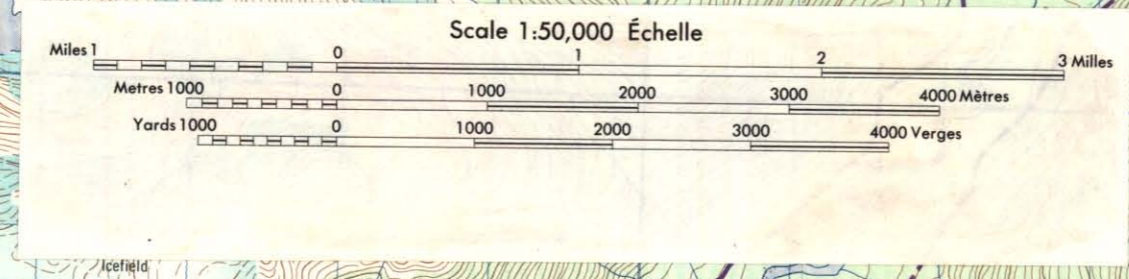 Scale 1:50,000 Échelle
Miles 1 0 1 2 3 Milles
Metres 1000 0 1000 2000 3000 4000 Mètres
Yards 1000 0 1000 2000 3000 4000 Verges
Icefield